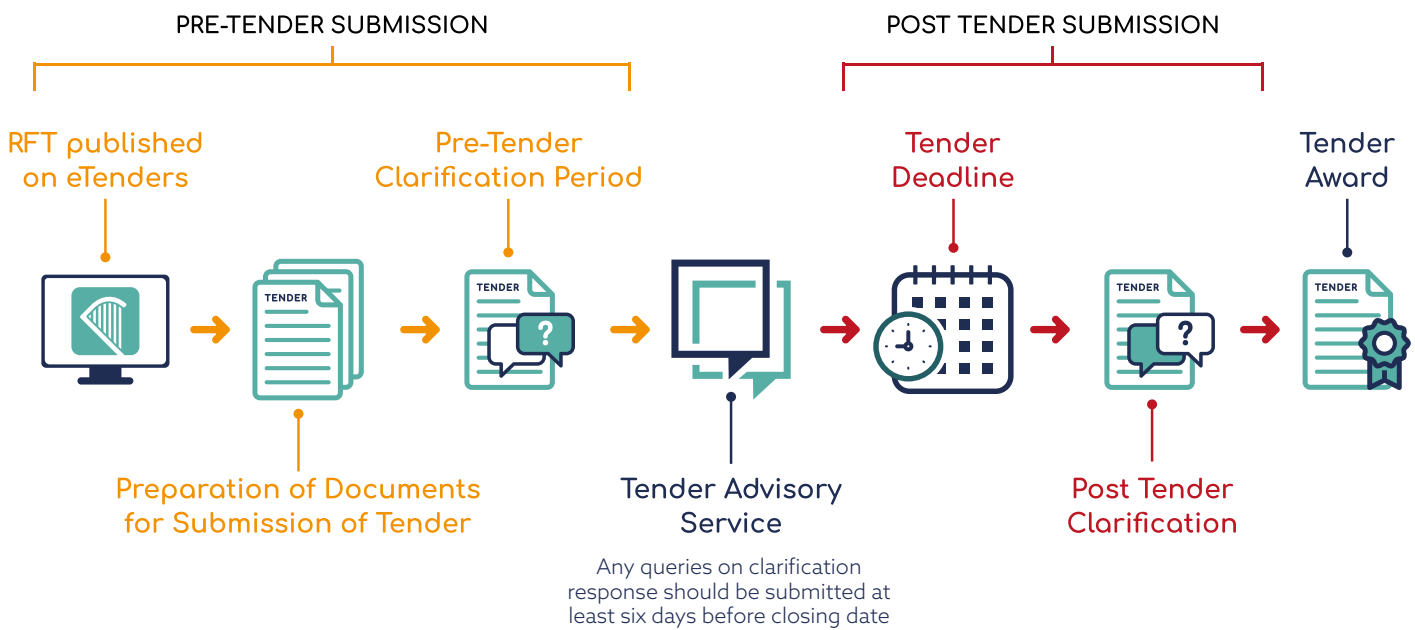 PRE-TENDER SUBMISSION
POST TENDER SUBMISSION
RFT published
on eTenders
Pre-Tender
Clarification Period
Tender
Deadline
Tender
Award
TENDER
TENDER
TENDER
TENDER
Preparation of Documents
for Submission of Tender
Tender Advisory
Service
Any queries on clarification
response should be submitted at
least six days before closing date
Post Tender
Clarification